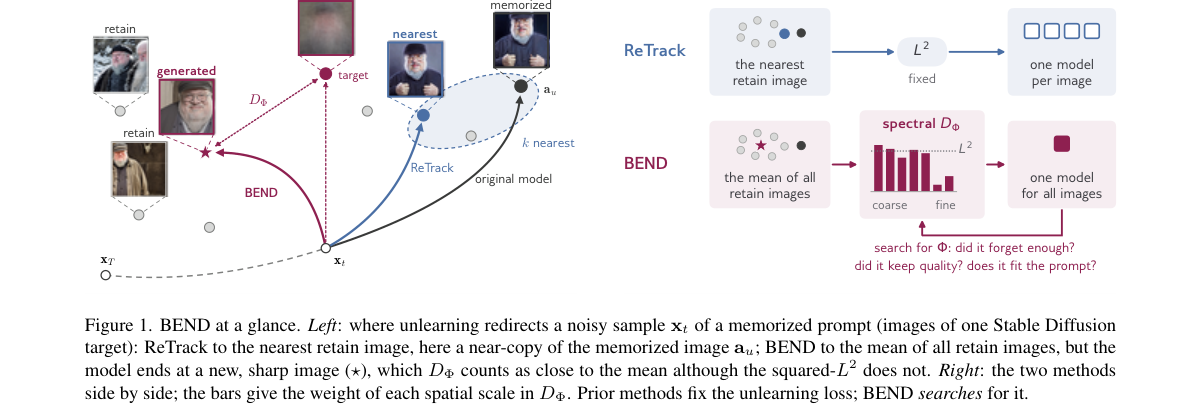 memorized
retain
nearest
generated
target
a_u
D_Φ
retain
k nearest
ReTrack
original model
BEND
x_T
x_t
ReTrack
the nearest
retain image
L²
fixed
one model
per image
BEND
the mean of all
retain images
spectral D_Φ
L²
coarse
fine
one model
for all images
search for Φ: did it forget enough?
did it keep quality? does it fit the prompt?
Figure 1. BEND at a glance. Left: where unlearning redirects a noisy sample x_t of a memorized prompt (images of one Stable Diffusion
target): ReTrack to the nearest retain image, here a near-copy of the memorized image a_u; BEND to the mean of all retain images, but the
model ends at a new, sharp image (★), which D_Φ counts as close to the mean although the squared-L² does not. Right: the two methods
side by side; the bars give the weight of each spatial scale in D_Φ. Prior methods fix the unlearning loss; BEND searches for it.